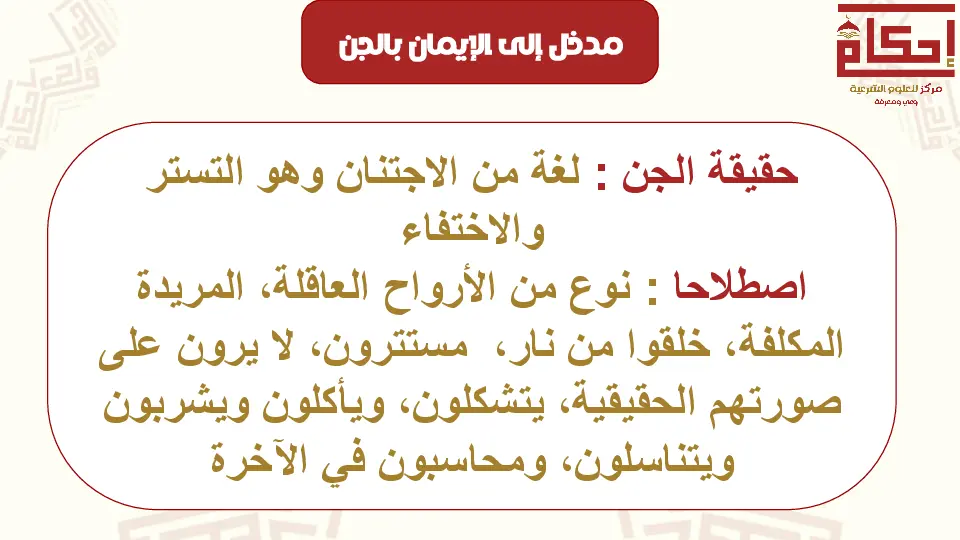 مدخل إلى الإيمان بالجن
إحكام
مركز للعلوم الشرعية
وعي ومعرفة
حقيقة الجن : لغة من الاجتنان وهو التستر
والاختفاء
اصطلاحا : نوع من الأرواح العاقلة، المريدة
المكلفة، خلقوا من نار، مستترون، لا يرون على
صورتهم الحقيقية، يتشكلون، ويأكلون ويشربون
ويتناسلون، ومحاسبون في الآخرة